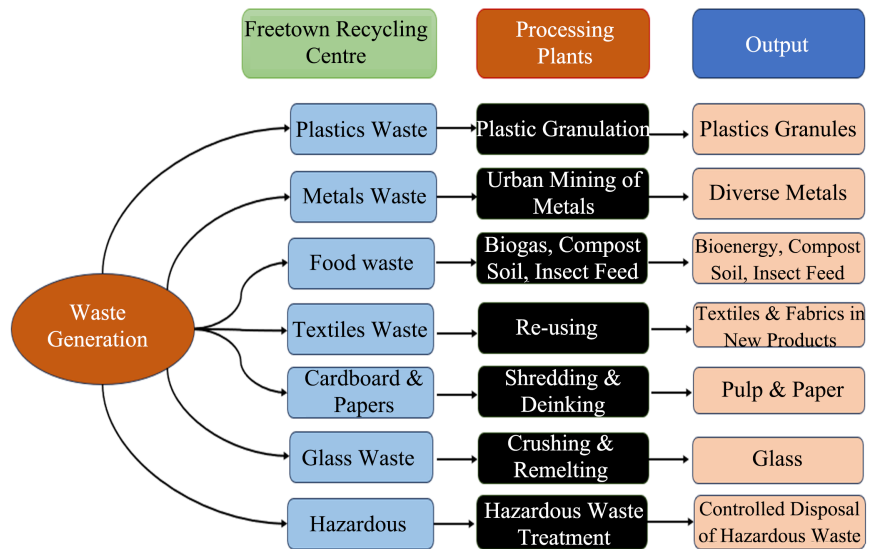 Freetown Recycling
Centre
Processing
Plants
Output
Plastics Waste
Plastic Granulation
Plastics Granules
Metals Waste
Urban Mining of
Metals
Diverse Metals
Food waste
Biogas, Compost
Soil, Insect Feed
Bioenergy, Compost
Soil, Insect Feed
Waste
Generation
Textiles Waste
Re-using
Textiles & Fabrics in
New Products
Cardboard &
Papers
Shredding &
Deinking
Pulp & Paper
Glass Waste
Crushing &
Remelting
Glass
Hazardous
Hazardous Waste
Treatment
Controlled Disposal
of Hazardous Waste